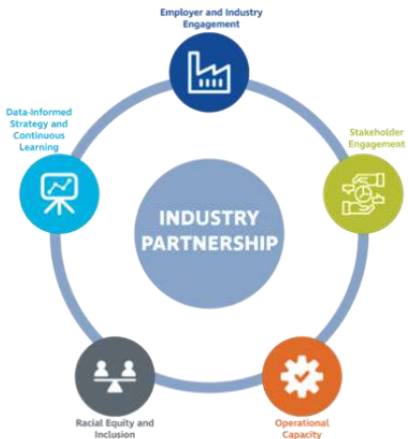 Employer and Industry
Engagement
Data-Informed
Strategy and
Continuous
Learning
Stakeholder
Engagement
INDUSTRY
PARTNERSHIP
Racial Equity and
Inclusion
Operational
Capacity